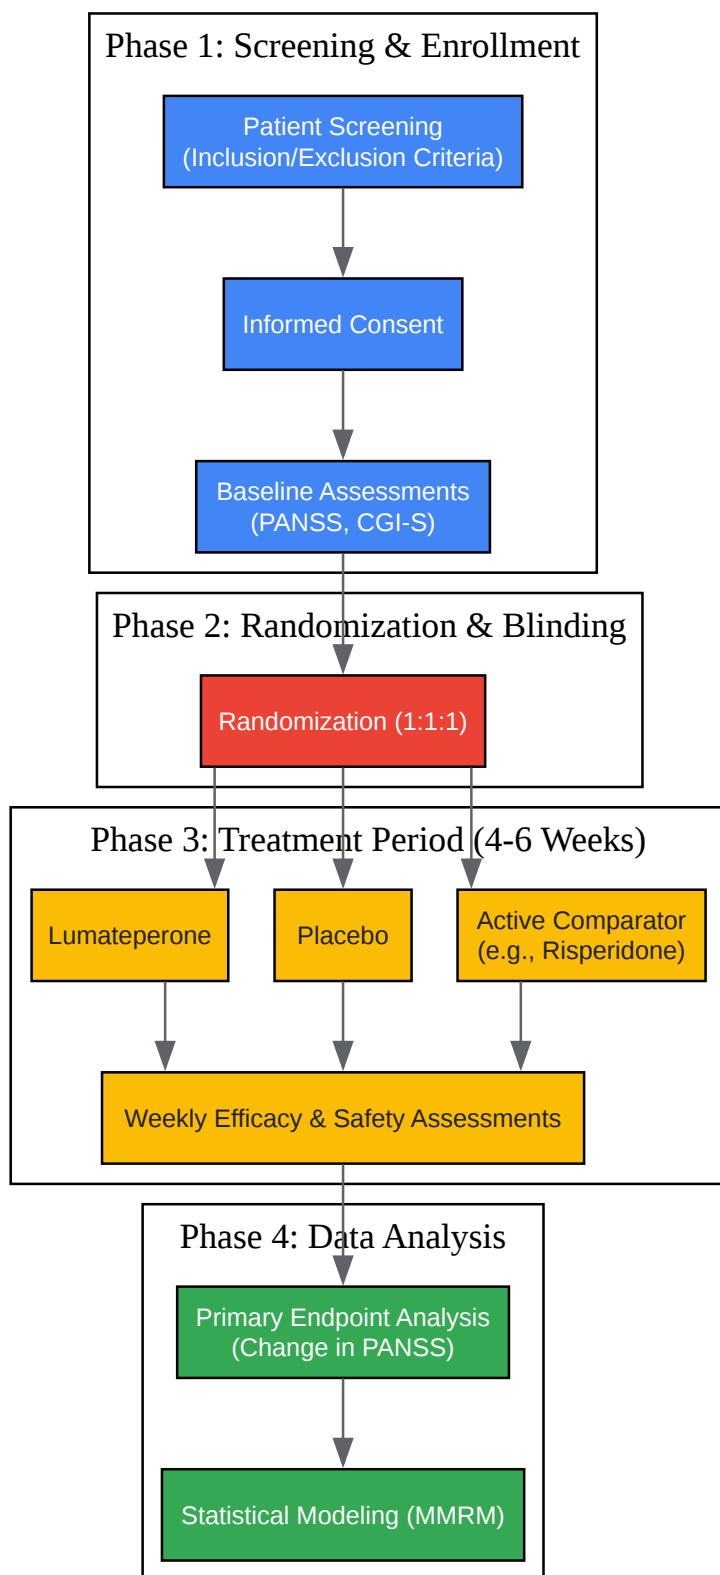 Phase 1: Screening & Enrollment
Patient Screening
(Inclusion/Exclusion Criteria)
Informed Consent
Baseline Assessments
(PANSS, CGI-S)
Phase 2: Randomization & Blinding
Randomization (1:1:1)
Phase 3: Treatment Period (4-6 Weeks)
Lumateperone
Placebo
Active Comparator
(e.g., Risperidone)
Weekly Efficacy & Safety Assessments
Phase 4: Data Analysis
Primary Endpoint Analysis
(Change in PANSS)
Statistical Modeling (MMRM)